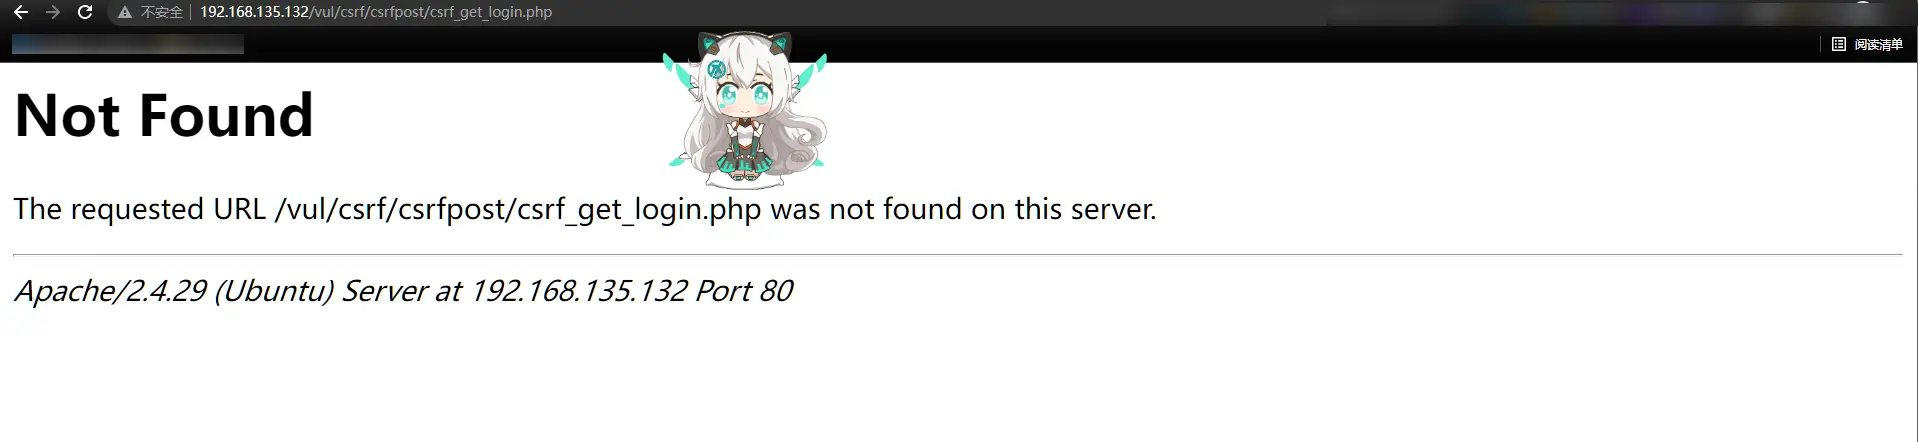 不安全 192.168.135.132/vul/csrf/csrfpost/csrf_get_login.php
阅读清单
Not Found
The requested URL /vul/csrf/csrfpost/csrf_get_login.php was not found on this server.
Apache/2.4.29 (Ubuntu) Server at 192.168.135.132 Port 80